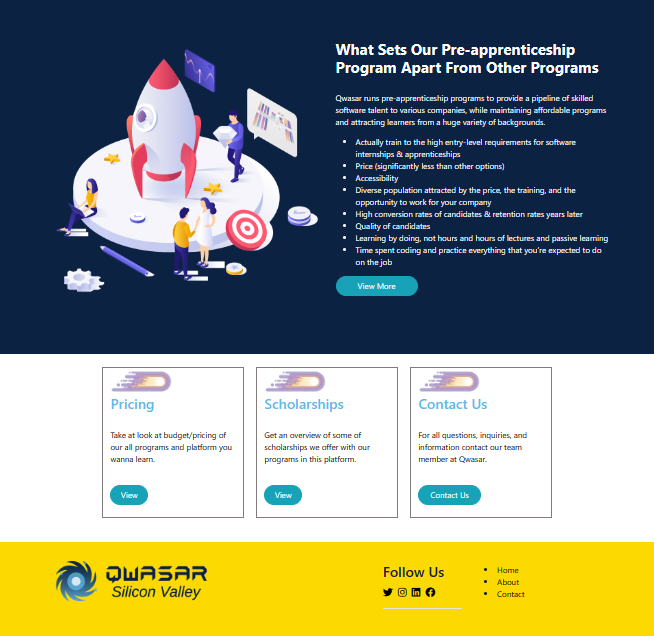 What Sets Our Pre-apprenticeship
Program Apart From Other Programs
Qwasar runs pre-apprenticeship programs to provide a pipeline of skilled
software talent to various companies, while maintaining affordable programs
and attracting learners from a huge variety of backgrounds.
• Actually train to the high entry-level requirements for software
internships & apprenticeships
• Price (significantly less than other options)
• Accessibility
• Diverse population attracted by the price, the training, and the
opportunity to work for your company
• High conversion rates of candidates & retention rates years later
• Quality of candidates
• Learning by doing, not hours and hours of lectures and passive learning
• Time spent coding and practice everything that you're expected to do
on the job
View More
Pricing
Take at look at budget/pricing of
our all programs and platform you
wanna learn.
View
Scholarships
Get an overview of some of
scholarships we offer with our
programs in this platform.
View
Contact Us
For all questions, inquiries, and
information contact our team
member at Qwasar.
Contact Us
QWASAR
Silicon Valley
Follow Us
• Home
• About
• Contact